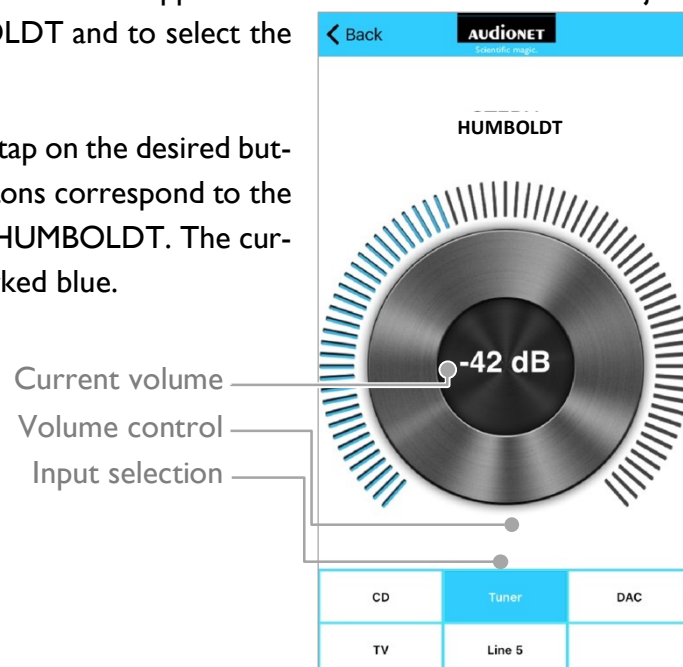 OLDT and to select the
tap on the desired but-
tons correspond to the
HUMBOLDT. The cur-
ked blue.
Back
AUDIONET
Scientific magic.
HUMBOLDT
-42 dB
Current volume
Volume control
Input selection
CD
Tuner
DAC
TV
Line 5